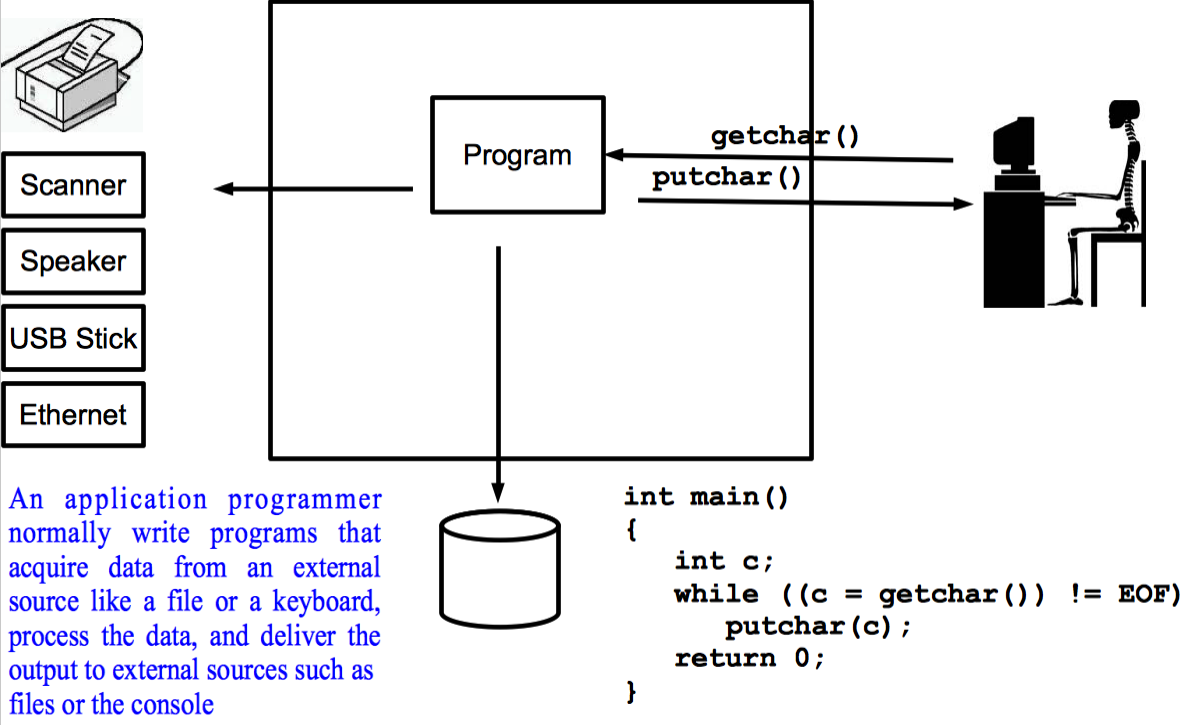 getchar()
Program
putchar()
Scanner
Speaker
USB Stick
Ethernet
An application programmer
normally write programs that
acquire data from an external
source like a file or a keyboard,
process the data, and deliver the
output to external sources such as
files or the console
int main()
{
int c;
while ((c = getchar()) != EOF)
putchar(c);
return 0;
}